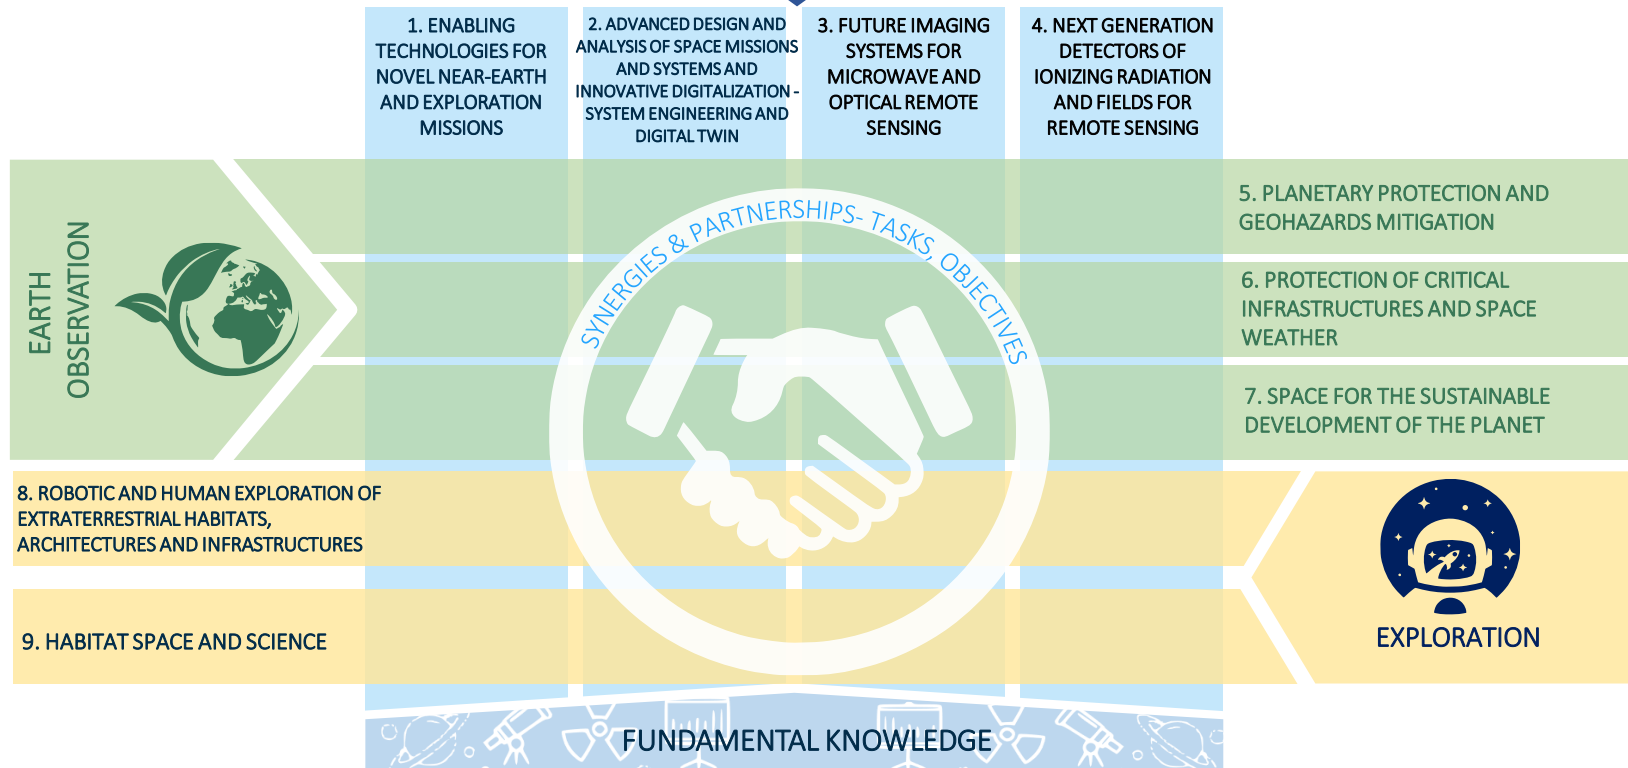 1. ENABLING
TECHNOLOGIES FOR
NOVEL NEAR-EARTH
AND EXPLORATION
MISSIONS
2. ADVANCED DESIGN AND
ANALYSIS OF SPACE MISSIONS
AND SYSTEMS AND
INNOVATIVE DIGITALIZATION -
SYSTEM ENGINEERING AND
DIGITAL TWIN
3. FUTURE IMAGING
SYSTEMS FOR
MICROWAVE AND
OPTICAL REMOTE
SENSING
4. NEXT GENERATION
DETECTORS OF
IONIZING RADIATION
AND FIELDS FOR
REMOTE SENSING
EARTH
OBSERVATION
SYNERGIES & PARTNERSHIPS- TASKS, OBJECTIVES
5. PLANETARY PROTECTION AND
GEOHAZARDS MITIGATION
6. PROTECTION OF CRITICAL
INFRASTRUCTURES AND SPACE
WEATHER
7. SPACE FOR THE SUSTAINABLE
DEVELOPMENT OF THE PLANET
8. ROBOTIC AND HUMAN EXPLORATION OF
EXTRATERRESTRIAL HABITATS,
ARCHITECTURES AND INFRASTRUCTURES
9. HABITAT SPACE AND SCIENCE
EXPLORATION
FUNDAMENTAL KNOWLEDGE